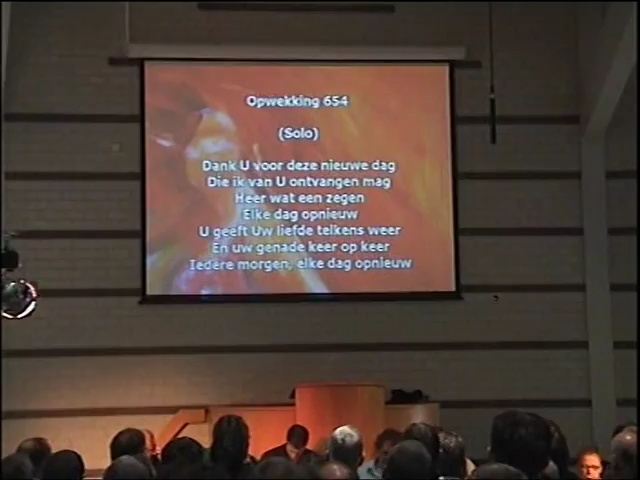 Opwekking 654
(Solo)
Dank U voor deze nieuwe dag
Die ik van U ontvangen mag
Heer wat een zegen
Elke dag opnieuw
U geeft Uw liefde telkens weer
En uw genade keer op keer
Iedere morgen, elke dag opnieuw